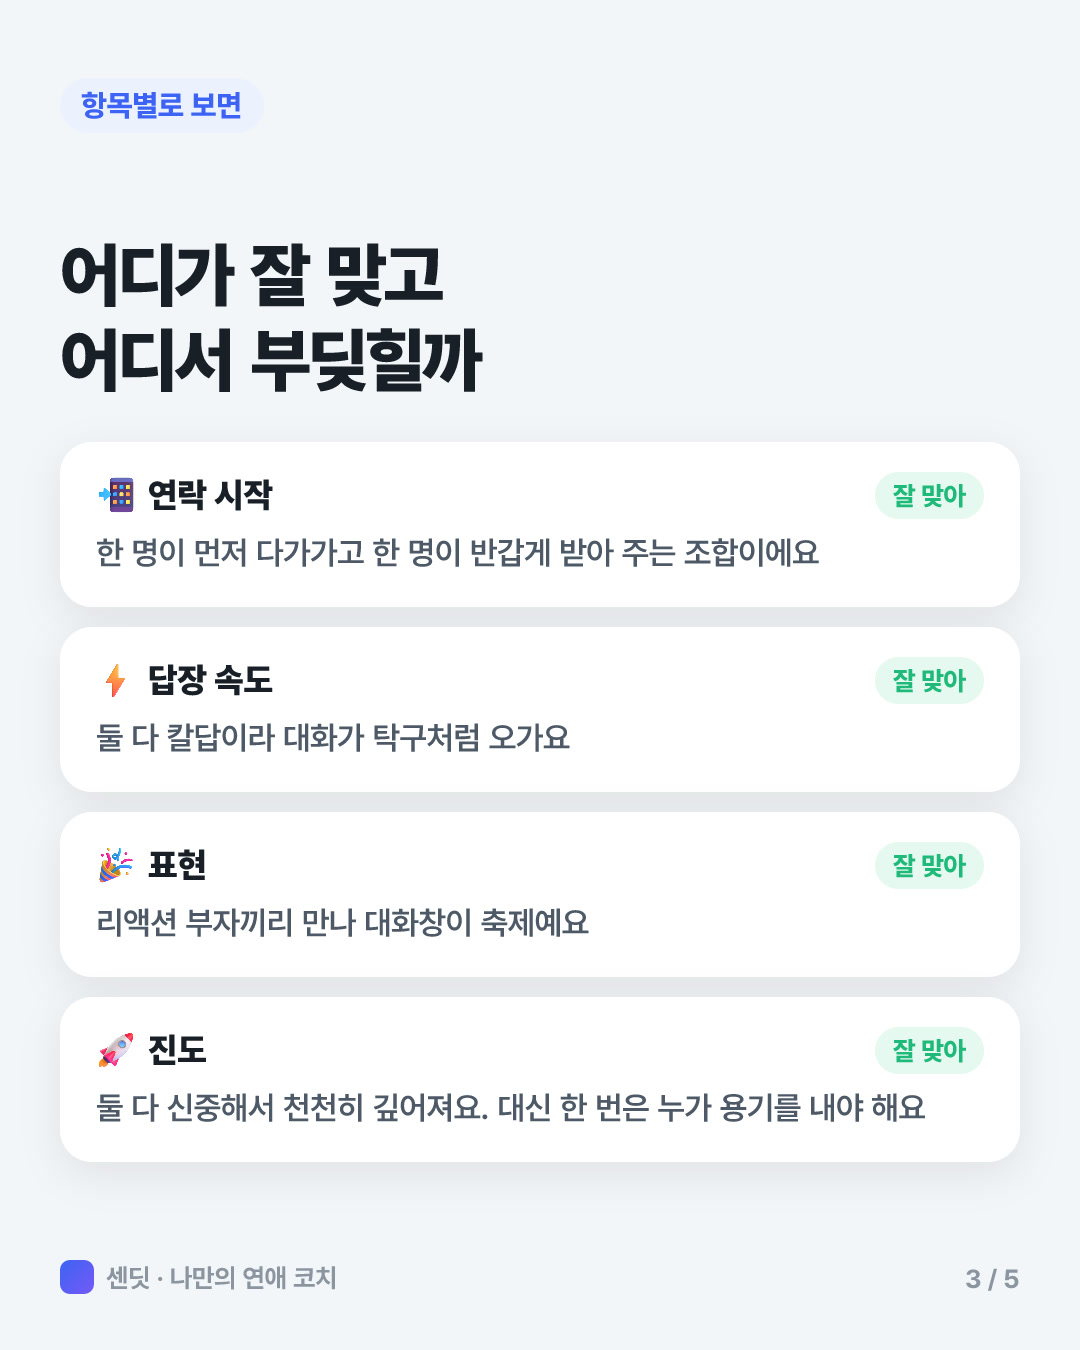 항목별로 보면
어디가 잘 맞고
어디서 부딪힐까
연락 시작
잘 맞아
한 명이 먼저 다가가고 한 명이 반갑게 받아 주는 조합이에요
답장 속도
잘 맞아
둘 다 칼답이라 대화가 탁구처럼 오가요
표현
잘 맞아
리액션 부자끼리 만나 대화창이 축제예요
진도
잘 맞아
둘 다 신중해서 천천히 깊어져요. 대신 한 번은 누가 용기를 내야 해요
센딧 · 나만의 연애 코치
3 / 5